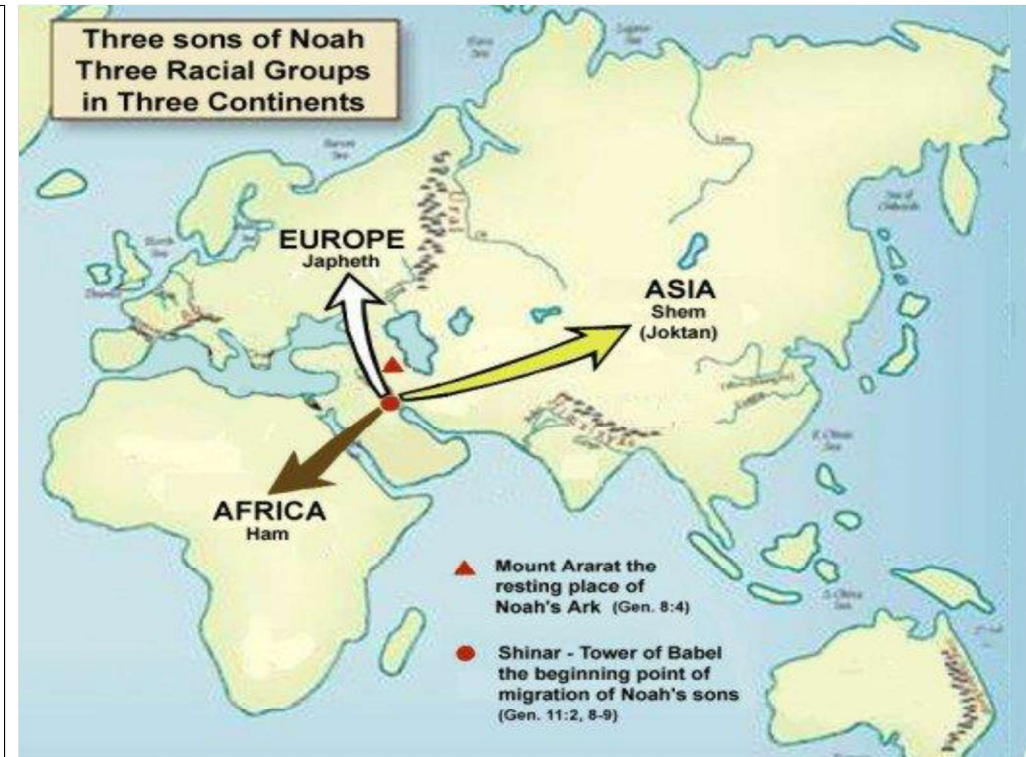 Three sons of Noah
Three Racial Groups
in Three Continents
EUROPE
Japheth
ASIA
Shem
(Joktan)
AFRICA
Ham
Mount Ararat the
resting place of
Noah's Ark (Gen. 8:4)
Shinar - Tower of Babel
the beginning point of
migration of Noah's sons
(Gen. 11:2, 8-9)
Ural